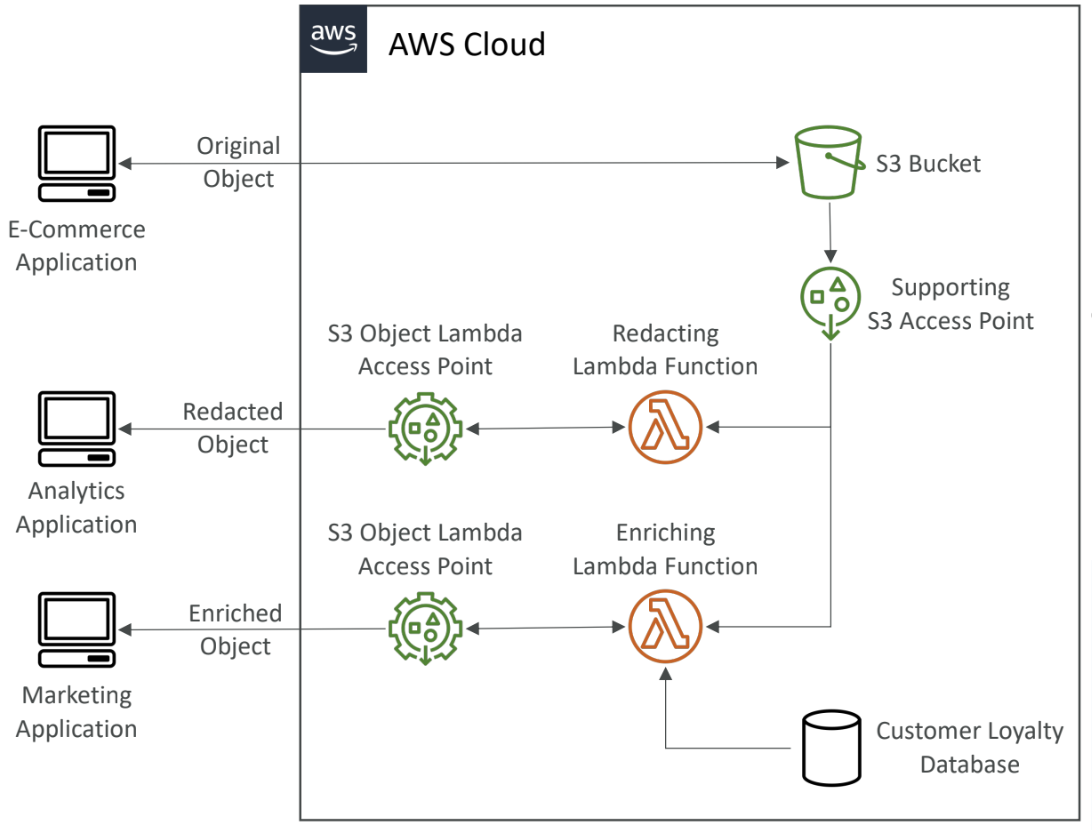 aws
AWS Cloud
Original
Object
S3 Bucket
E-Commerce
Application
Supporting
S3 Access Point
S3 Object Lambda
Access Point
Redacting
Lambda Function
Redacted
Object
Analytics
Application
S3 Object Lambda
Access Point
Enriching
Lambda Function
Enriched
Object
Marketing
Application
Customer Loyalty
Database